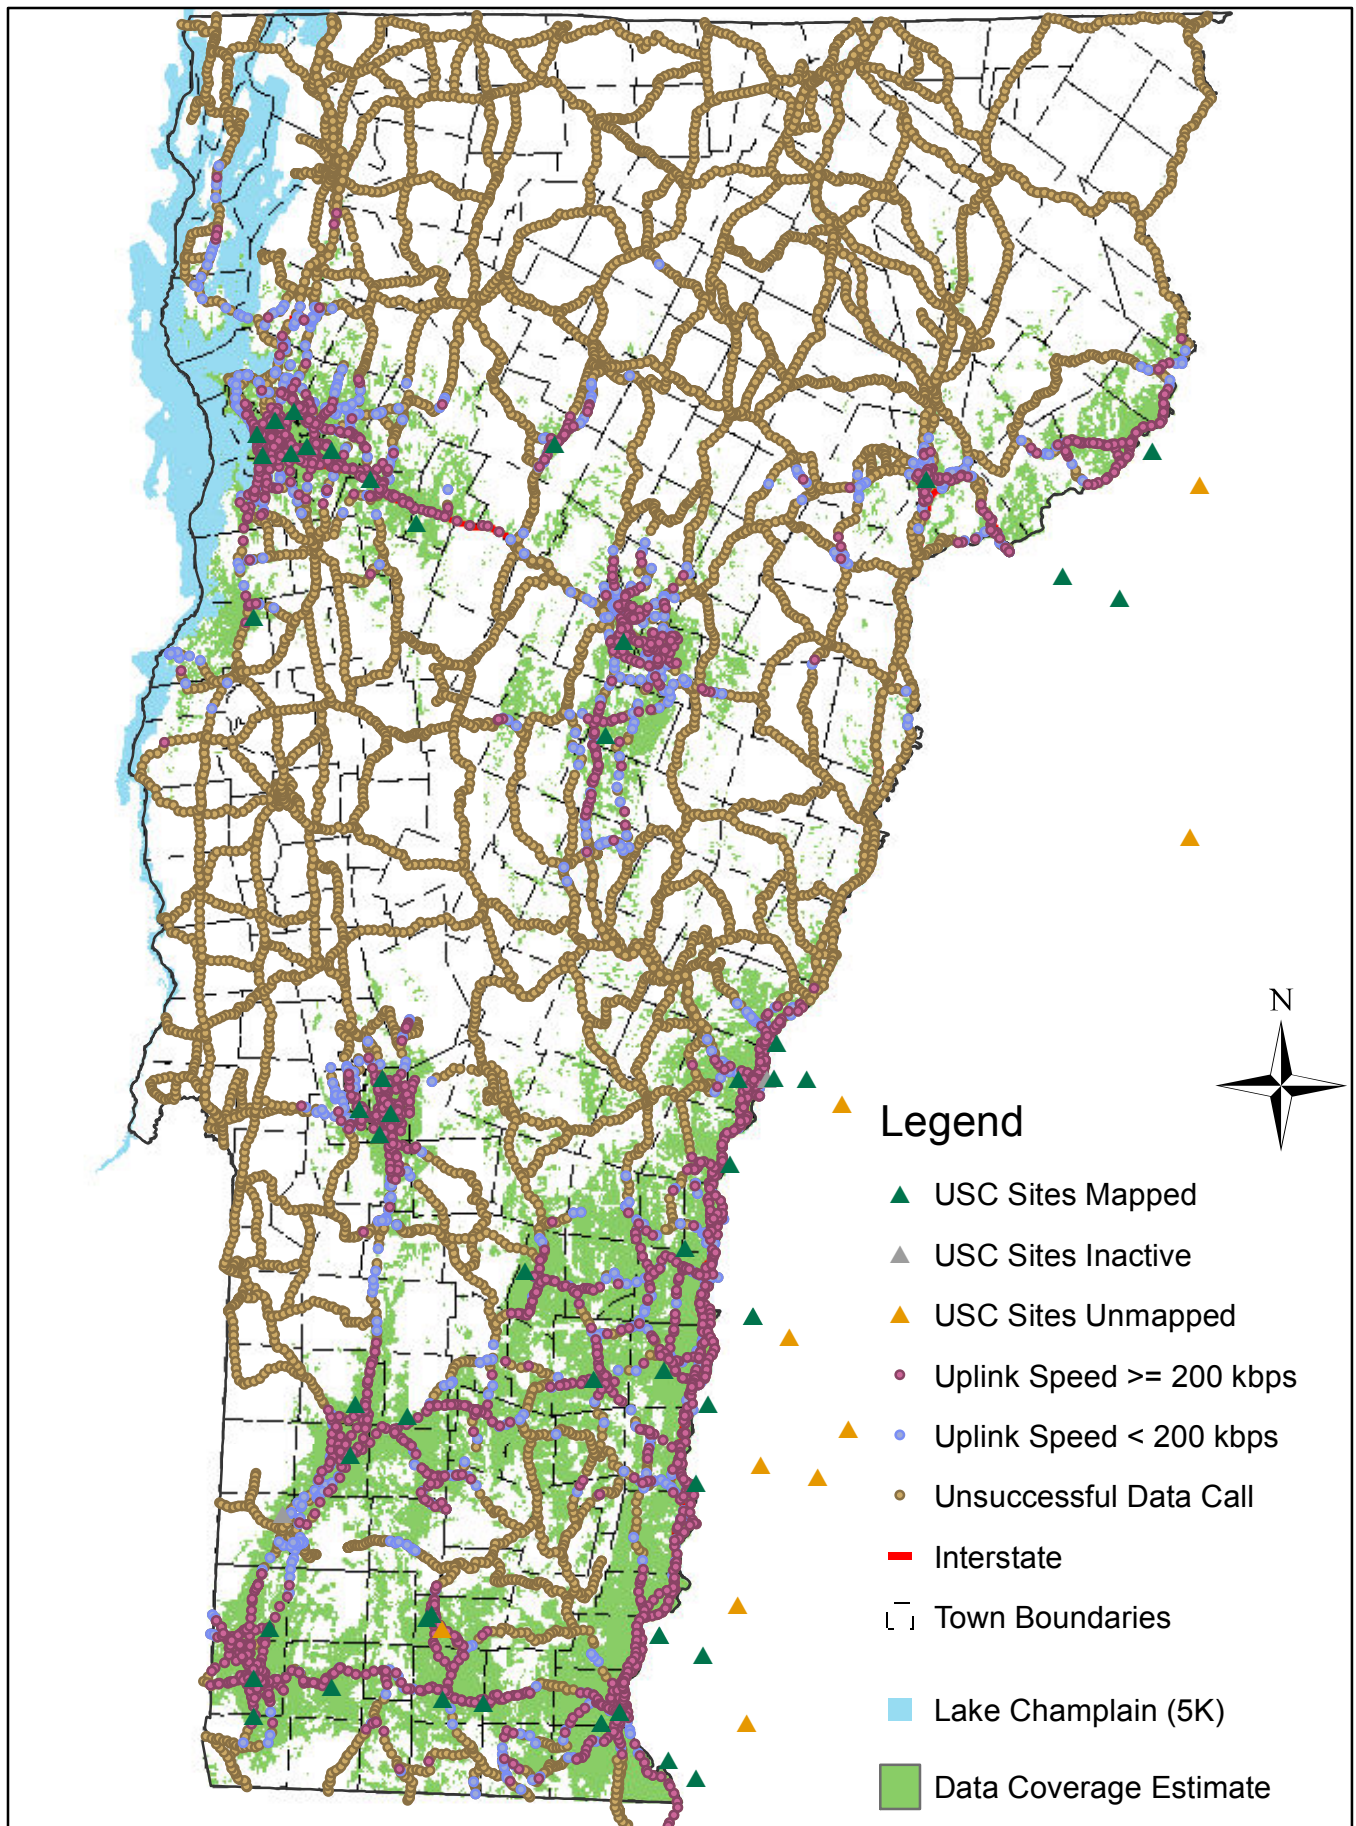 N
Legend
USC Sites Mapped
USC Sites Inactive
USC Sites Unmapped
Uplink Speed >= 200 kbps
Uplink Speed < 200 kbps
Unsuccessful Data Call
Interstate
Town Boundaries
Lake Champlain (5K)
Data Coverage Estimate